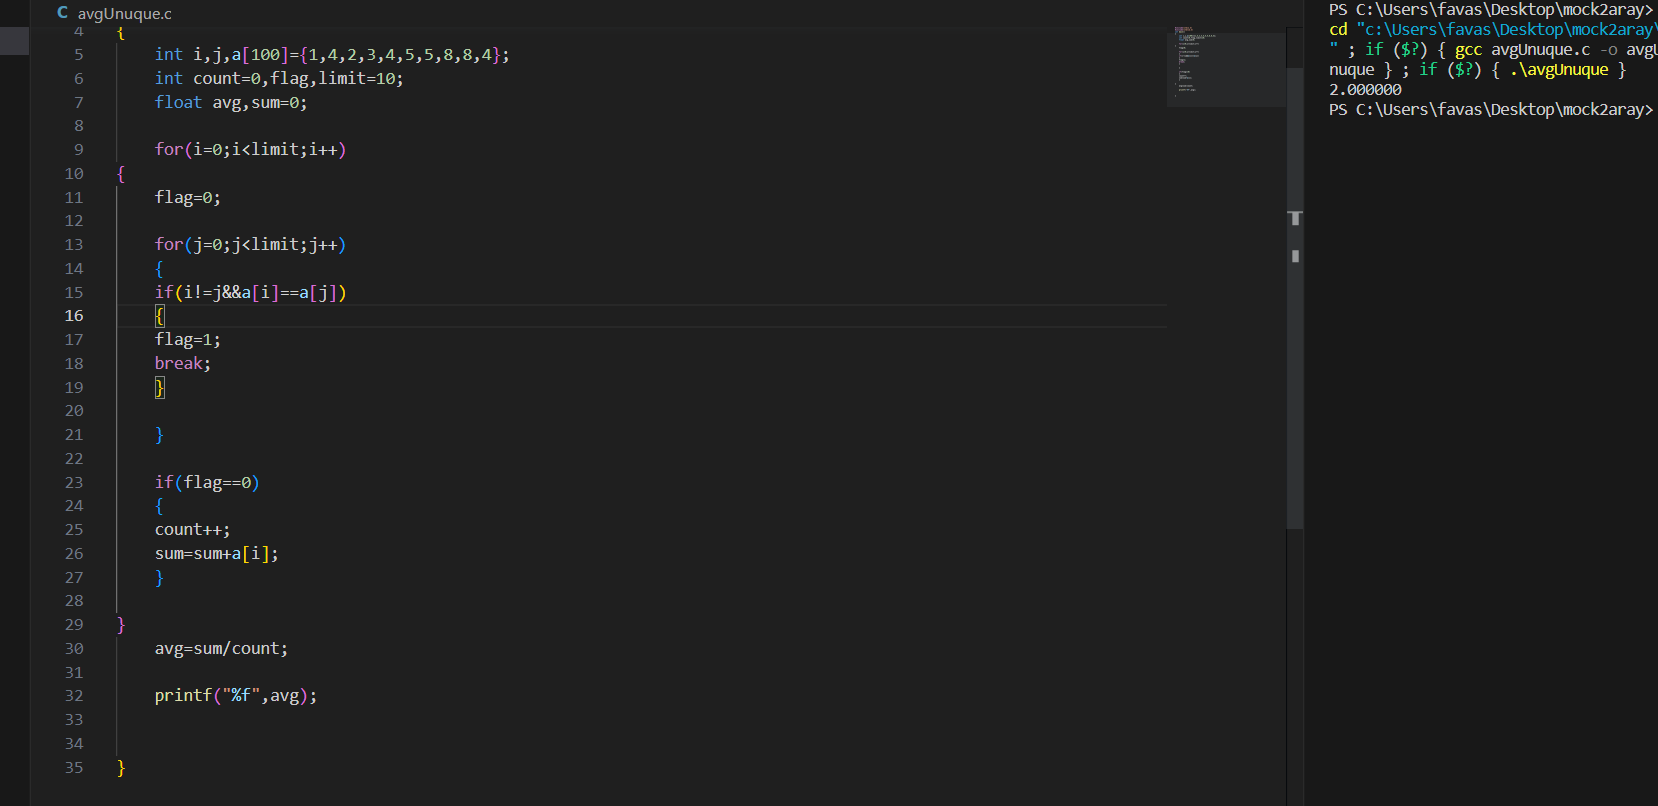 C avgUnuque.c
4 {
5 int i,j,a[100]={1,4,2,3,4,5,5,8,8,4};
6 int count=0,flag,limit=10;
7 float avg,sum=0;
8
9 for(i=0;i<limit;i++)
10 {
11 flag=0;
12
13 for(j=0;j<limit;j++)
14 {
15 if(i!=j&&a[i]==a[j])
16 {
17 flag=1;
18 break;
19 }
20
21 }
22
23 if(flag==0)
24 {
25 count++;
26 sum=sum+a[i];
27 }
28
29 }
30 avg=sum/count;
31
32 printf("%f",avg);
33
34
35 }
PS C:\Users\favas\Desktop\mock2aray>
cd "c:\Users\favas\Desktop\mock2aray\
" ; if ($?) { gcc avgUnuque.c -o avgU
nuque } ; if ($?) { .\avgUnuque }
2.000000
PS C:\Users\favas\Desktop\mock2aray>